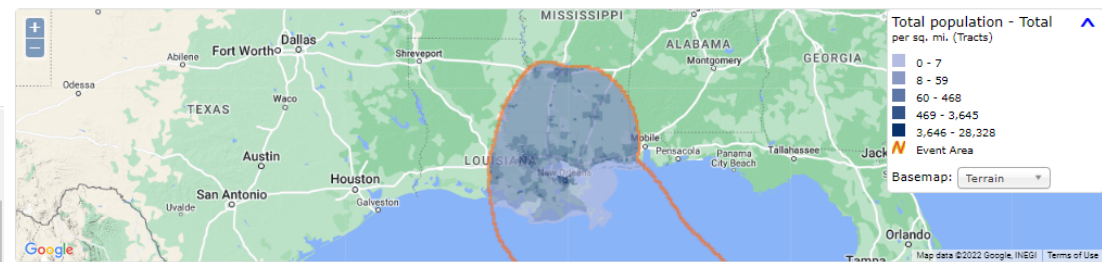 +
−
MISSISSIPPI
Dallas
Fort Worth
Abilene
Shreveport
ALABAMA
Montgomery
GEORGIA
Odessa
TEXAS
Waco
Mobile
Pensacola
Panama
City Beach
Tallahassee
Jack
Austin
LOUISIANA
New Orleans
Houston
San Antonio
Galveston
Uvalde
Orlando
Tampa
Google
Map data ©2022 Google, INEGI
Terms of Use
Total population - Total
per sq. mi. (Tracts)
0 - 7
8 - 59
60 - 468
469 - 3,645
3,646 - 28,328
Event Area
Basemap: Terrain